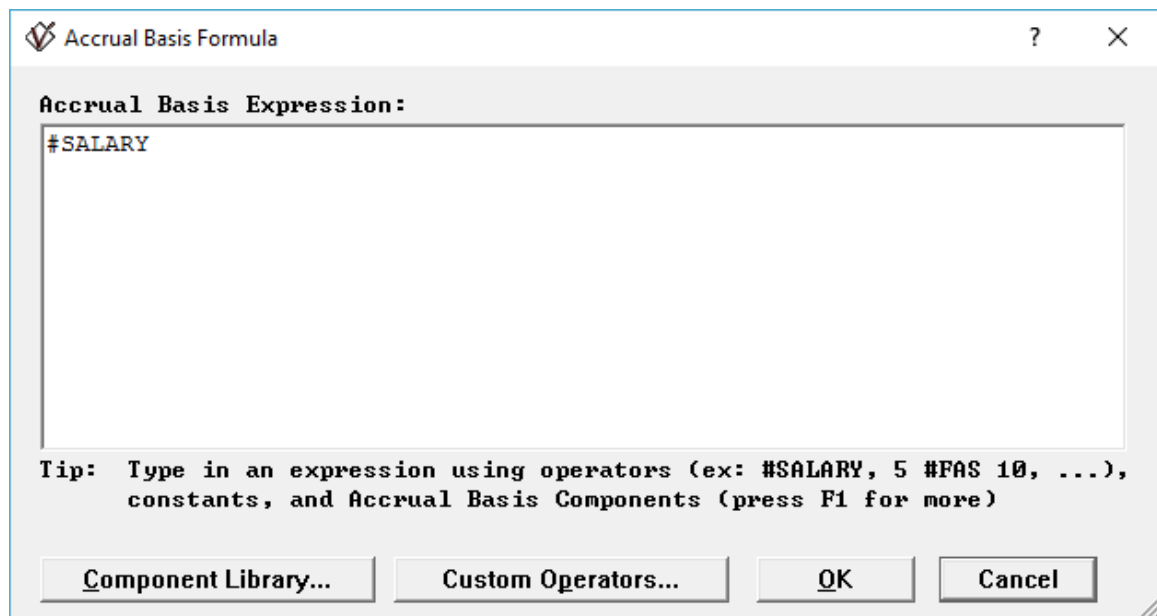 Accrual Basis Formula
?
Accrual Basis Expression:
#SALARY
Tip: Type in an expression using operators (ex: #SALARY, 5 #FAS 10, ...),
constants, and Accrual Basis Components (press F1 for more)
Component Library... Custom Operators... OK Cancel